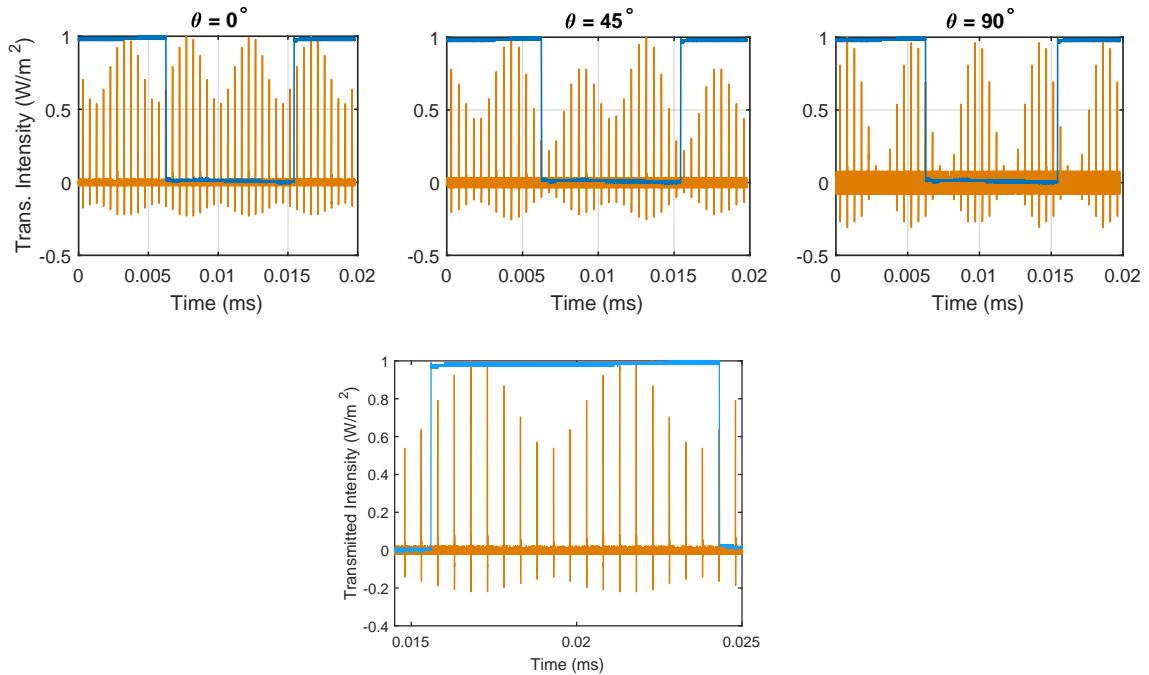 θ = 0°
θ = 45°
θ = 90°
Trans. Intensity (W/m²)
1
0.5
0
-0.5
0 0.005 0.01 0.015 0.02
Time (ms)
1
0.5
0
-0.5
0 0.005 0.01 0.015 0.02
Time (ms)
1
0.5
0
-0.5
0 0.005 0.01 0.015 0.02
Time (ms)
Transmitted Intensity (W/m²)
1
0.8
0.6
0.4
0.2
0
-0.2
-0.4
0.015 0.02 0.025
Time (ms)